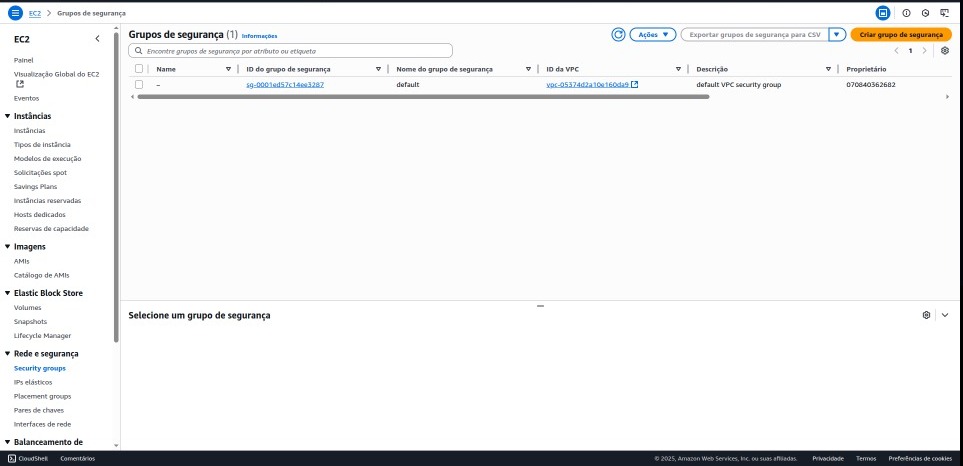 EC2 > Grupos de segurança
EC2
Painel
Visualização Global do EC2
Eventos
Instâncias
Instâncias
Tipos de instância
Modelos de execução
Solicitações spot
Savings Plans
Instâncias reservadas
Hosts dedicados
Reservas de capacidade
Imagens
AMIs
Catálogo de AMIs
Elastic Block Store
Volumes
Snapshots
Lifecycle Manager
Rede e segurança
Security groups
IPs elásticos
Placement groups
Pares de chaves
Interfaces de rede
Balanceamento de
Grupos de segurança (1) Informações
Ações
Exportar grupos de segurança para CSV
Criar grupo de segurança
Encontre grupos de segurança por atributo ou etiqueta
1
Name ID do grupo de segurança Nome do grupo de segurança ID da VPC Descrição Proprietário
– sg-0001ed57c14ee3287 default vpc-05374d2a10e160da9 default VPC security group 070840362682
Selecione um grupo de segurança
CloudShell Comentários © 2025, Amazon Web Services, Inc. ou suas afiliadas. Privacidade Termos Preferências de cookies